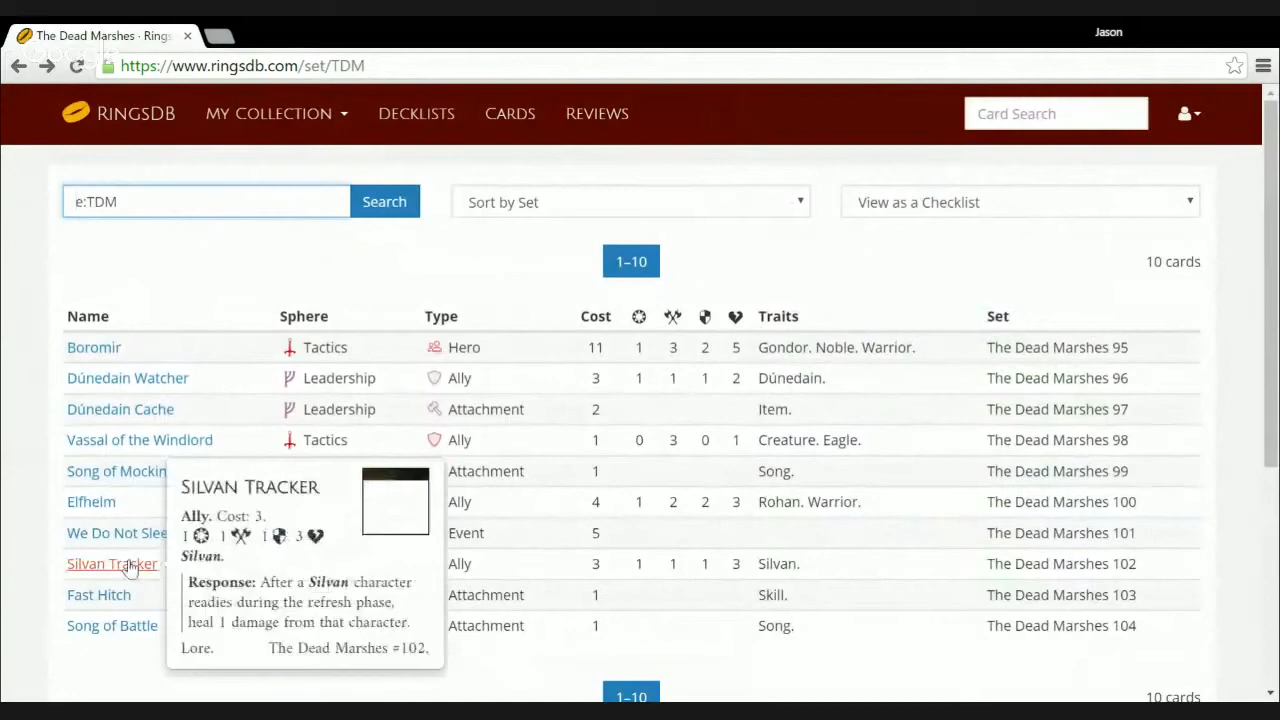 The Dead Marshes · Rings
Jason
https://www.ringsdb.com/set/TDM
RINGSDB MY COLLECTION DECKLISTS CARDS REVIEWS Card Search
e:TDM Search Sort by Set View as a Checklist
1–10 10 cards
Name Sphere Type Cost Traits Set
Boromir Tactics Hero 11 1 3 2 5 Gondor. Noble. Warrior. The Dead Marshes 95
Dúnedain Watcher Leadership Ally 3 1 1 1 2 Dúnedain. The Dead Marshes 96
Dúnedain Cache Leadership Attachment 2 Item. The Dead Marshes 97
Vassal of the Windlord Tactics Ally 1 0 3 0 1 Creature. Eagle. The Dead Marshes 98
Song of Mockin Attachment 1 Song. The Dead Marshes 99
Elfhelm Ally 4 1 2 2 3 Rohan. Warrior. The Dead Marshes 100
We Do Not Slee Event 5 The Dead Marshes 101
Silvan Tracker Ally 3 1 1 1 3 Silvan. The Dead Marshes 102
Fast Hitch Attachment 1 Skill. The Dead Marshes 103
Song of Battle Attachment 1 Song. The Dead Marshes 104
SILVAN TRACKER
Ally. Cost: 3.
1 1 1 3
Silvan.
Response: After a Silvan character
readies during the refresh phase,
heal 1 damage from that character.
Lore. The Dead Marshes #102.
1–10 10 cards